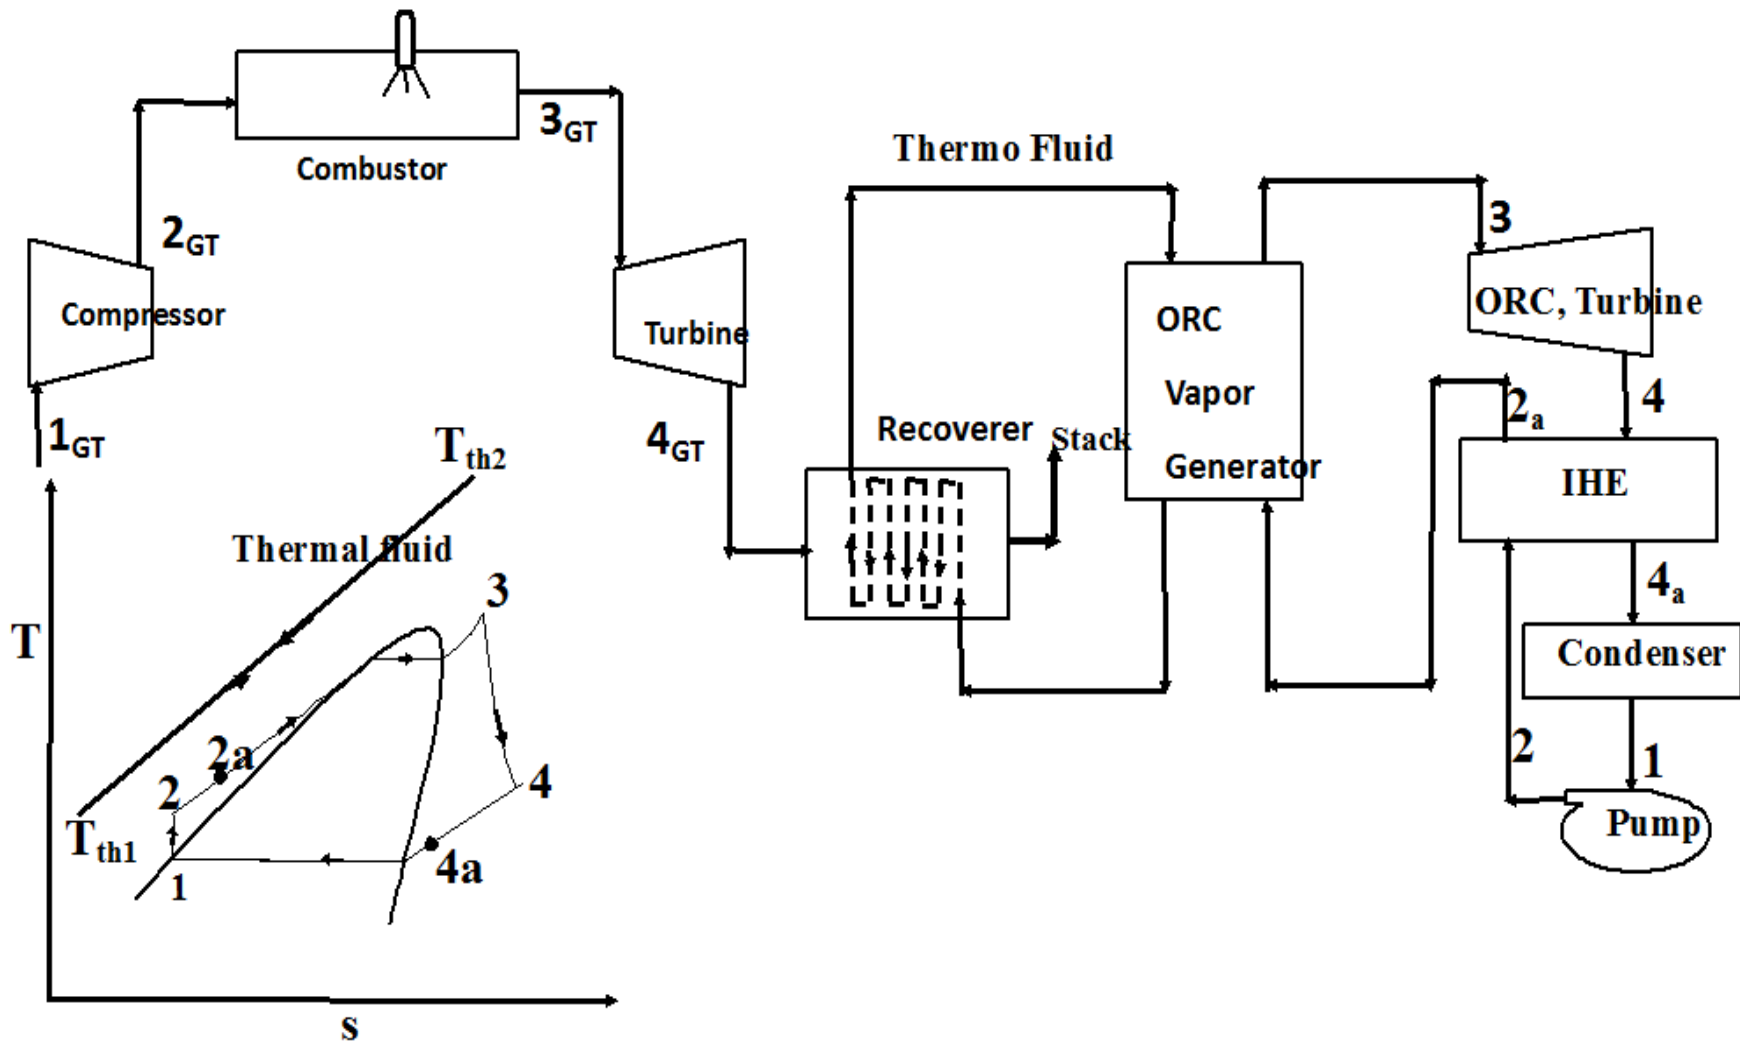 Combustor
3GT
2GT
Compressor
1GT
Turbine
4GT
Thermo Fluid
Recoverer
Stack
ORC
Vapor
Generator
3
ORC, Turbine
4
2a
IHE
4a
Condenser
2
1
Pump
Tth2
Thermal fluid
T
3
2a
2
4
Tth1
4a
1
s